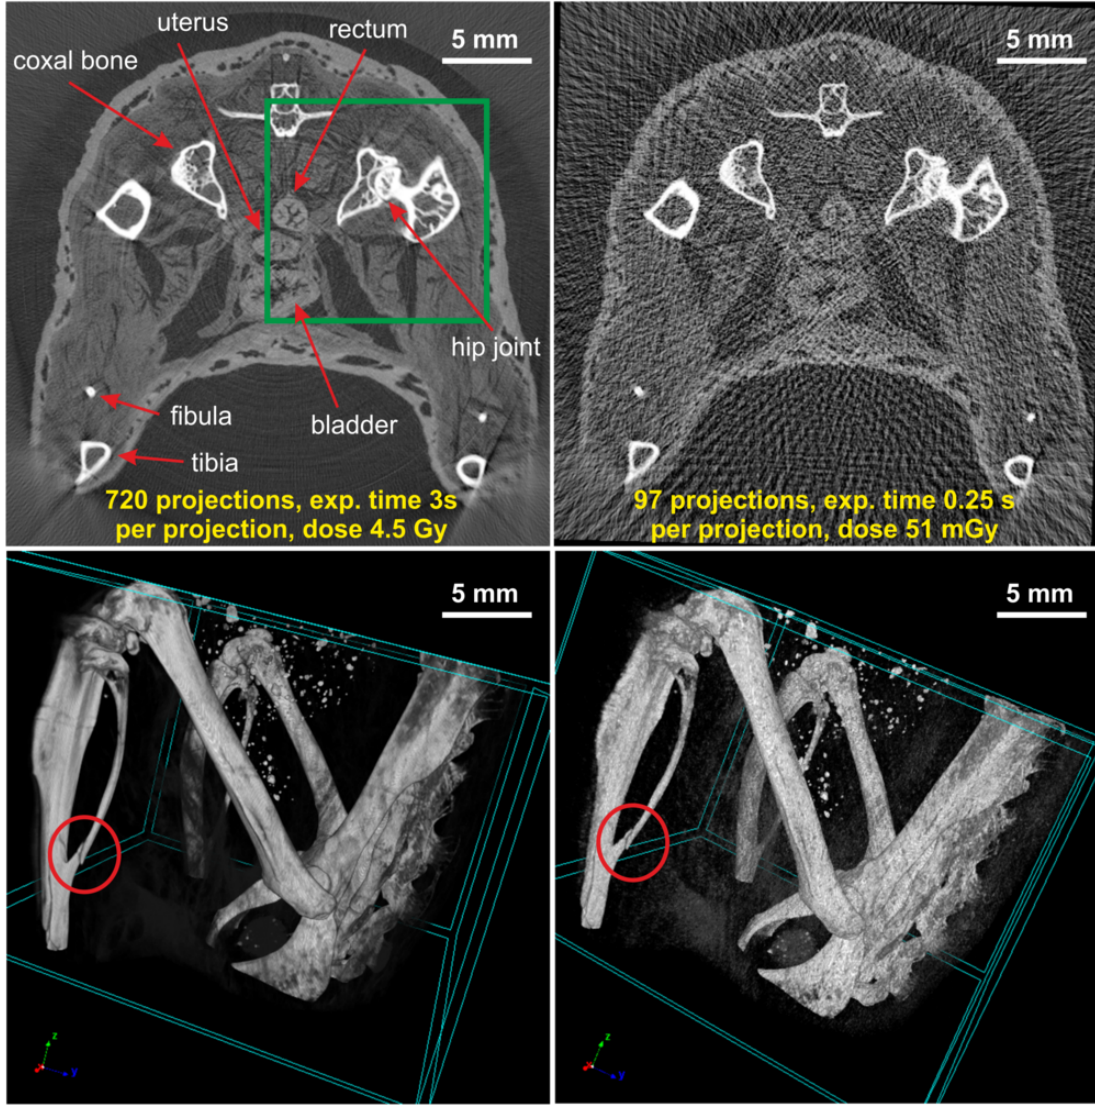 uterus
rectum
5 mm
coxal bone
hip joint
fibula
bladder
tibia
720 projections, exp. time 3s
per projection, dose 4.5 Gy
5 mm
97 projections, exp. time 0.25 s
per projection, dose 51 mGy
5 mm
z
x
y
5 mm
z
x
y